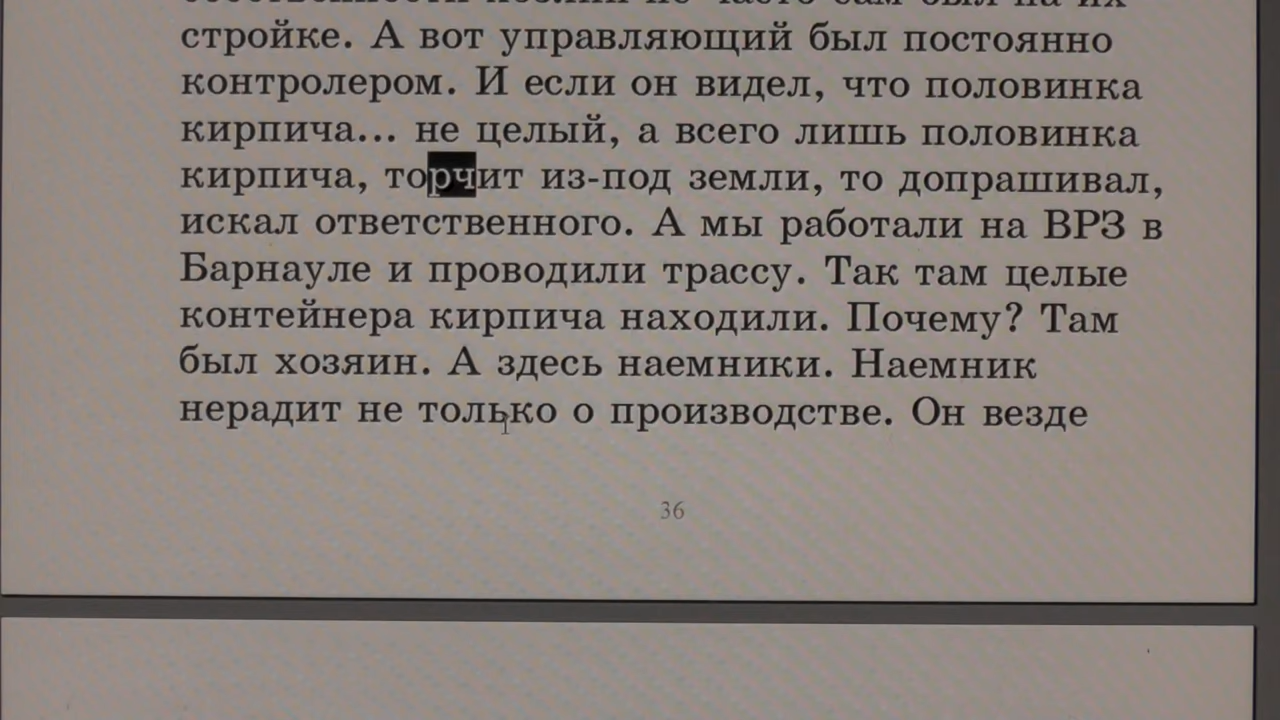 стройке. А вот управляющий был постоянно
контролером. И если он видел, что половинка
кирпича... не целый, а всего лишь половинка
кирпича, торчит из-под земли, то допрашивал,
искал ответственного. А мы работали на ВРЗ в
Барнауле и проводили трассу. Так там целые
контейнера кирпича находили. Почему? Там
был хозяин. А здесь наемники. Наемник
нерадит не только о производстве. Он везде
36